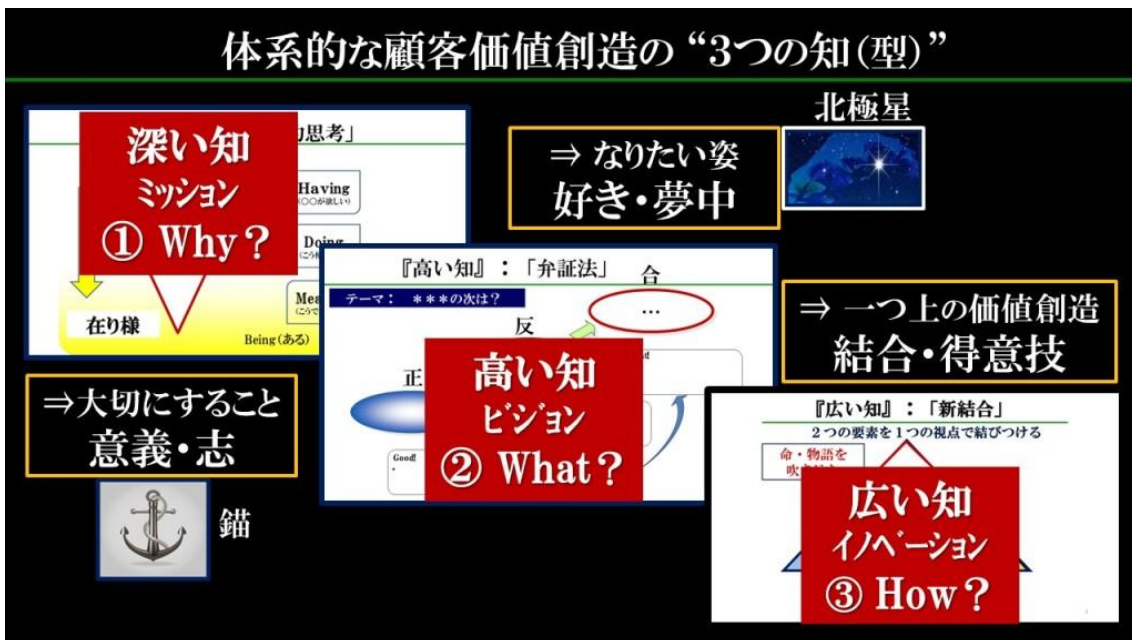 体系的な顧客価値創造の“3つの知(型)”
力思考」
深い知
ミッション
① Why？
Having
(○○が欲しい)
Doing
在り様
Being(ある)
⇒大切にすること
意義・志
錨
北極星
⇒ なりたい姿
好き・夢中
『高い知』：「弁証法」
テーマ： ＊＊＊の次は？
合
…
反
正
Good!
高い知
ビジョン
② What？
⇒ 一つ上の価値創造
結合・得意技
『広い知』：「新結合」
２つの要素を１つの視点で結びつける
命・物語を
広い知
イノベーション
③ How？